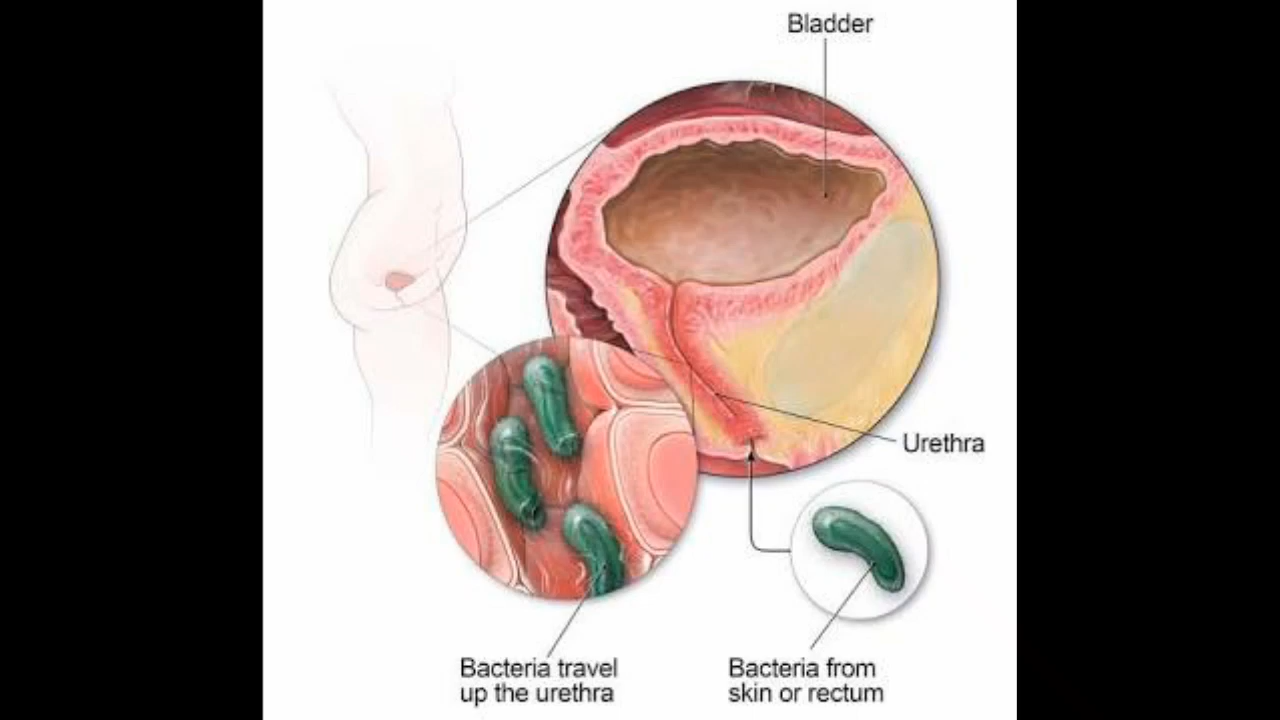 Bladder
Urethra
Bacteria travel
up the urethra
Bacteria from
skin or rectum